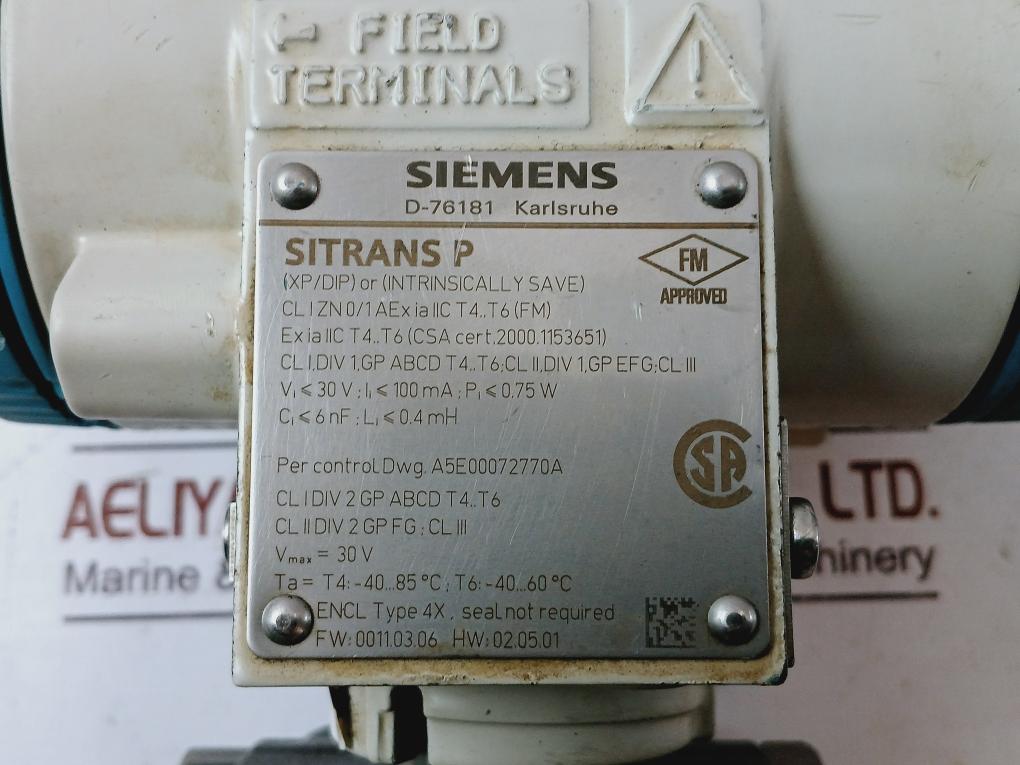 ← FIELD
TERMINALS
!
SIEMENS
D-76181 Karlsruhe
SITRANS P
FM
APPROVED
(XP/DIP) or (INTRINSICALLY SAVE)
CL I ZN 0/1 AEx ia IIC T4..T6 (FM)
Ex ia IIC T4..T6 (CSA cert.2000.1153651)
CL I,DIV 1,GP ABCD T4..T6;CL II,DIV 1,GP EFG;CL III
Vi ≤ 30 V ; Ii ≤ 100 mA ; Pi ≤ 0.75 W
Ci ≤ 6 nF ; Li ≤ 0.4 mH
CSA
Per control.Dwg. A5E00072770A
CL I DIV 2 GP ABCD T4..T6
CL II DIV 2 GP FG ; CL III
Vmax = 30 V
Ta = T4:-40...85 °C ; T6:-40...60 °C
ENCL Type 4X , seal not required
FW: 0011.03.06 HW: 02.05.01
AELIYA LTD.
Marine &